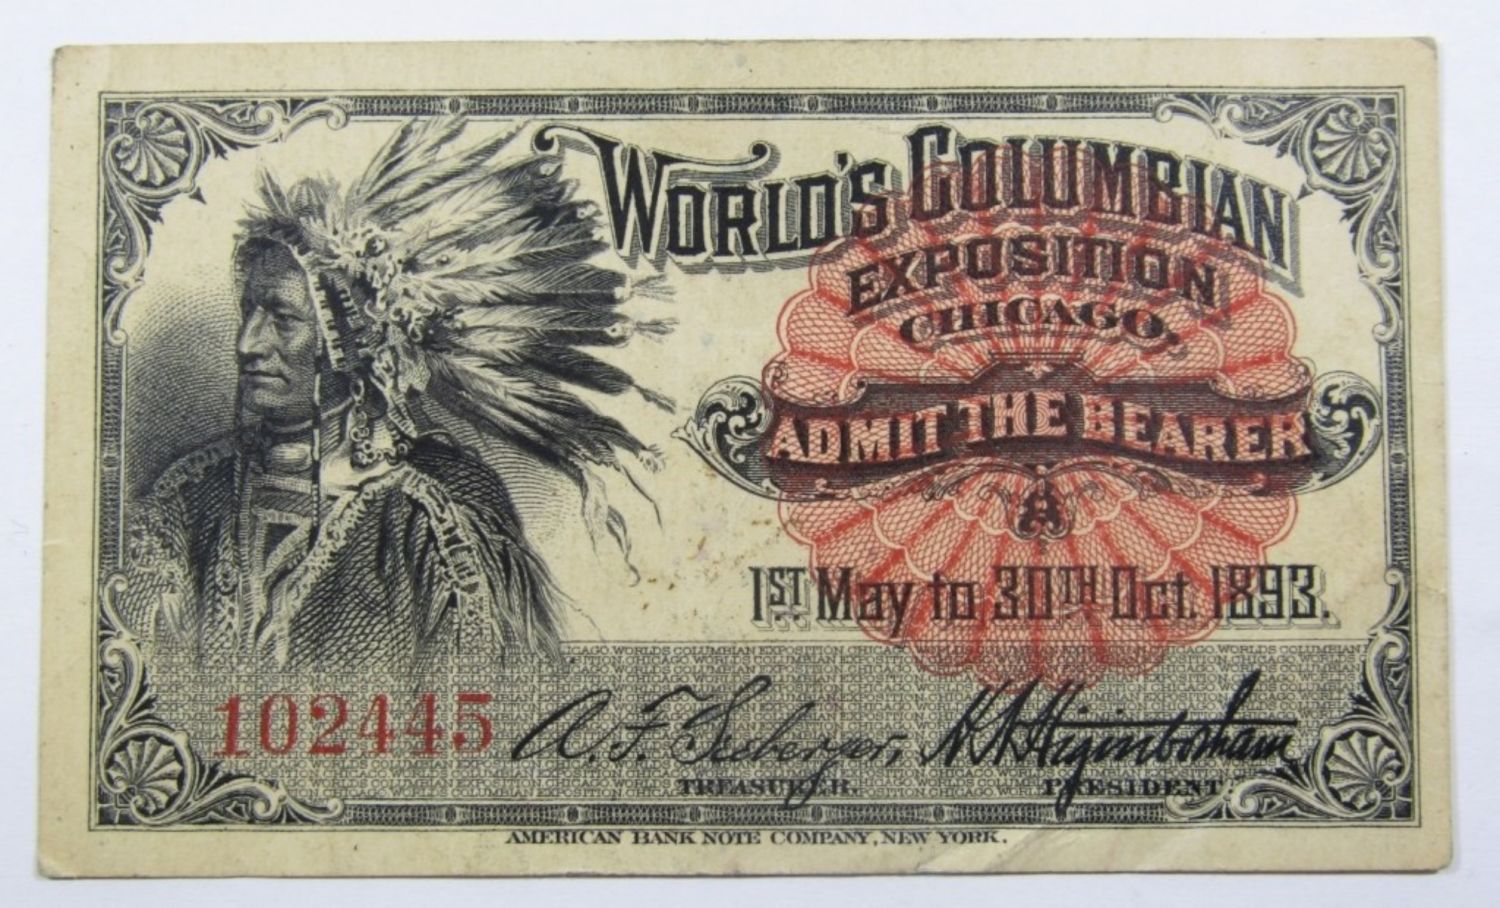 WORLD'S COLUMBIAN
EXPOSITION
CHICAGO,
ADMIT THE BEARER
1ST. May to 30TH Oct. 1893.
102445
A. F. Seeberger,
TREASURER.
H N Higinbotham
PRESIDENT.
AMERICAN BANK NOTE COMPANY, NEW YORK.